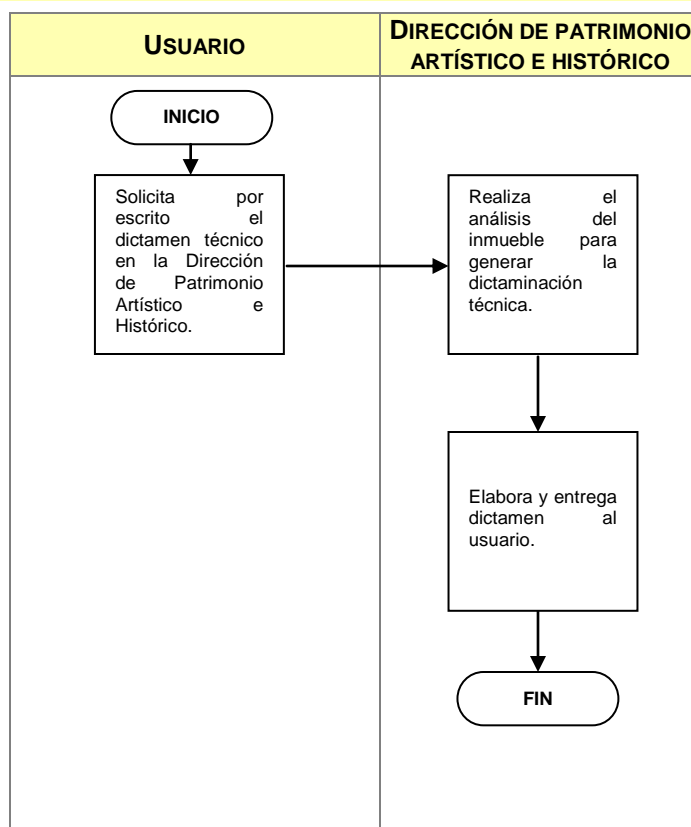 USUARIO
DIRECCIÓN DE PATRIMONIO
ARTÍSTICO E HISTÓRICO
INICIO
Solicita por
escrito el
dictamen técnico
en la Dirección
de Patrimonio
Artístico e
Histórico.
Realiza el
análisis del
inmueble para
generar la
dictaminación
técnica.
Elabora y entrega
dictamen al
usuario.
FIN